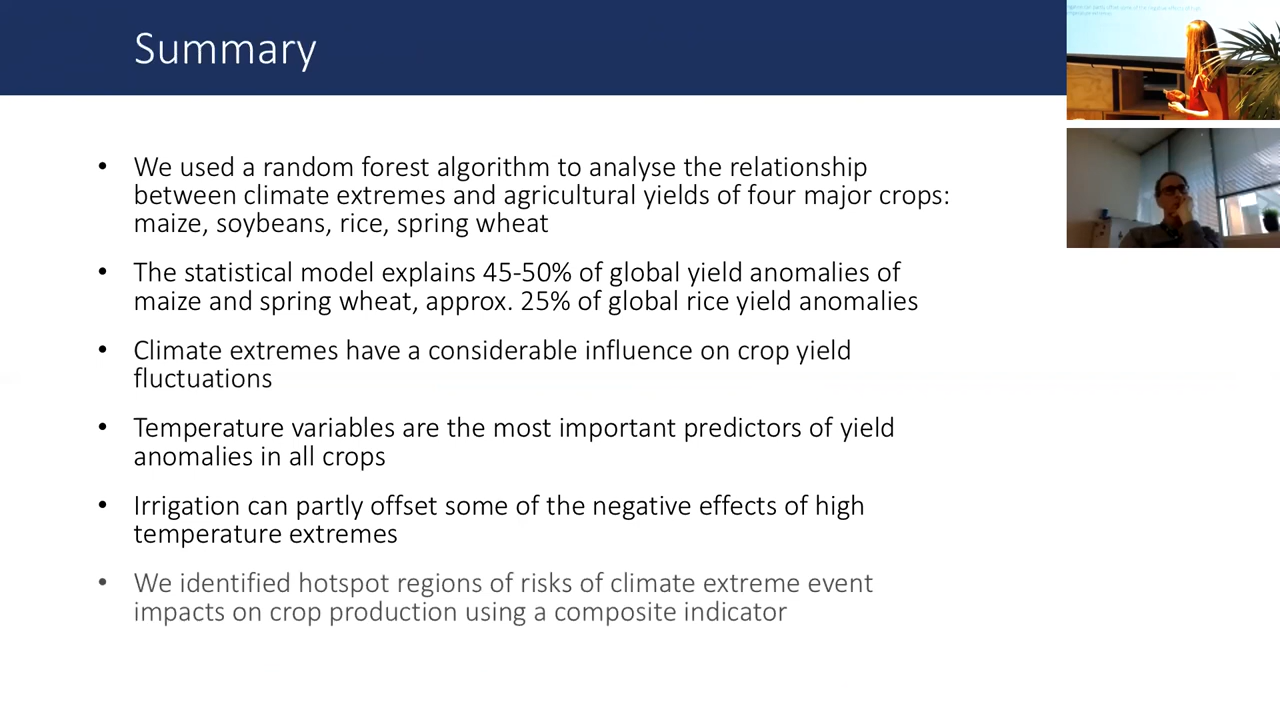 Summary
• We used a random forest algorithm to analyse the relationship
between climate extremes and agricultural yields of four major crops:
maize, soybeans, rice, spring wheat
• The statistical model explains 45-50% of global yield anomalies of
maize and spring wheat, approx. 25% of global rice yield anomalies
• Climate extremes have a considerable influence on crop yield
fluctuations
• Temperature variables are the most important predictors of yield
anomalies in all crops
• Irrigation can partly offset some of the negative effects of high
temperature extremes
• We identified hotspot regions of risks of climate extreme event
impacts on crop production using a composite indicator